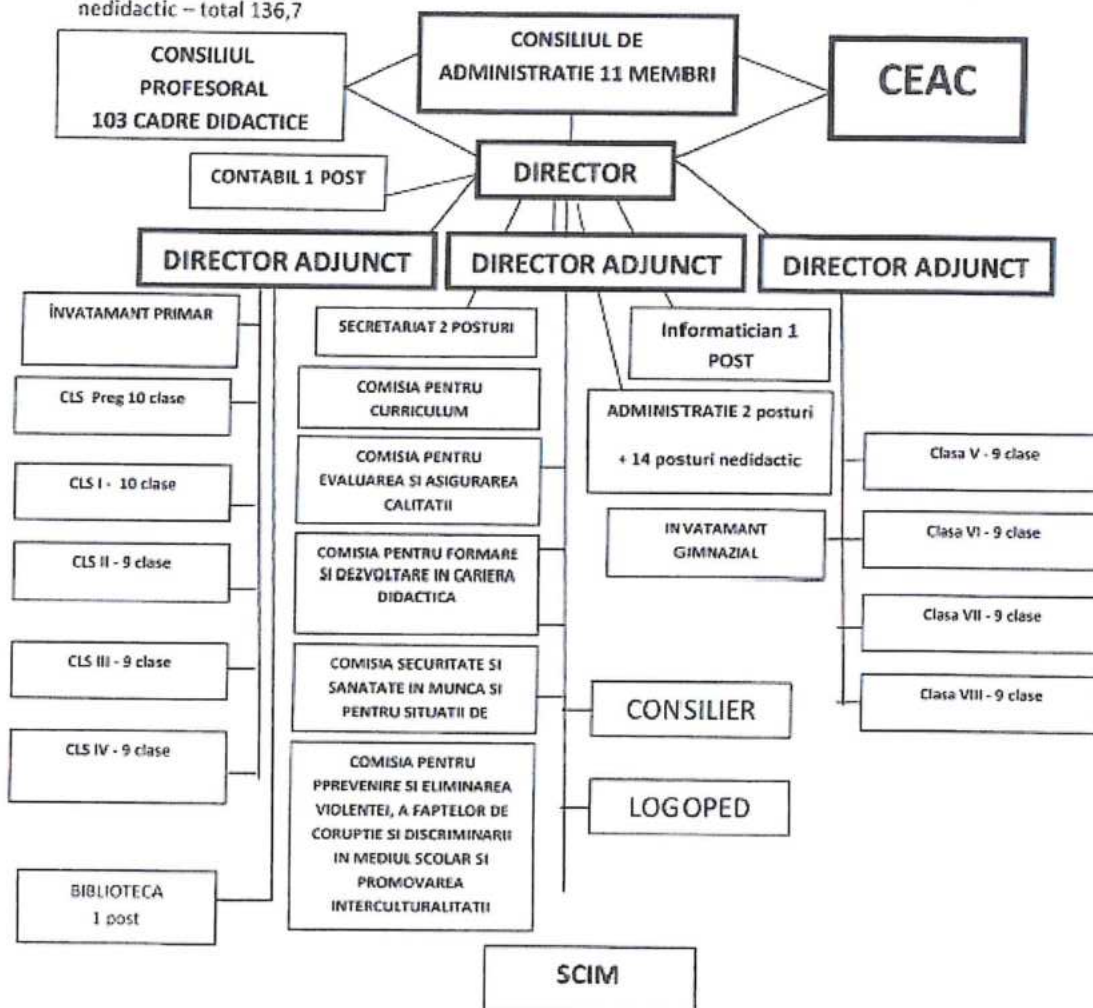 nedidactic – total 136,7
CONSILIUL
PROFESORAL
103 CADRE DIDACTICE
CONSILIUL DE
ADMINISTRATIE 11 MEMBRI
CEAC
CONTABIL 1 POST
DIRECTOR
DIRECTOR ADJUNCT
DIRECTOR ADJUNCT
DIRECTOR ADJUNCT
ÎNVATAMANT PRIMAR
CLS Preg 10 clase
CLS I - 10 clase
CLS II - 9 clase
CLS III - 9 clase
CLS IV - 9 clase
BIBLIOTECA
1 post
SECRETARIAT 2 POSTURI
COMISIA PENTRU
CURRICULUM
COMISIA PENTRU
EVALUAREA SI ASIGURAREA
CALITATII
COMISIA PENTRU FORMARE
SI DEZVOLTARE IN CARIERA
DIDACTICA
COMISIA SECURITATE SI
SANATATE IN MUNCA SI
PENTRU SITUATII DE
COMISIA PENTRU
PPREVENIRE SI ELIMINAREA
VIOLENTEI, A FAPTELOR DE
CORUPTIE SI DISCRIMINARII
IN MEDIUL SCOLAR SI
PROMOVAREA
INTERCULTURALITATII
Informatician 1
POST
ADMINISTRATIE 2 posturi
+ 14 posturi nedidactic
INVATAMANT
GIMNAZIAL
CONSILIER
LOGOPED
Clasa V - 9 clase
Clasa VI - 9 clase
Clasa VII - 9 clase
Clasa VIII - 9 clase
SCIM